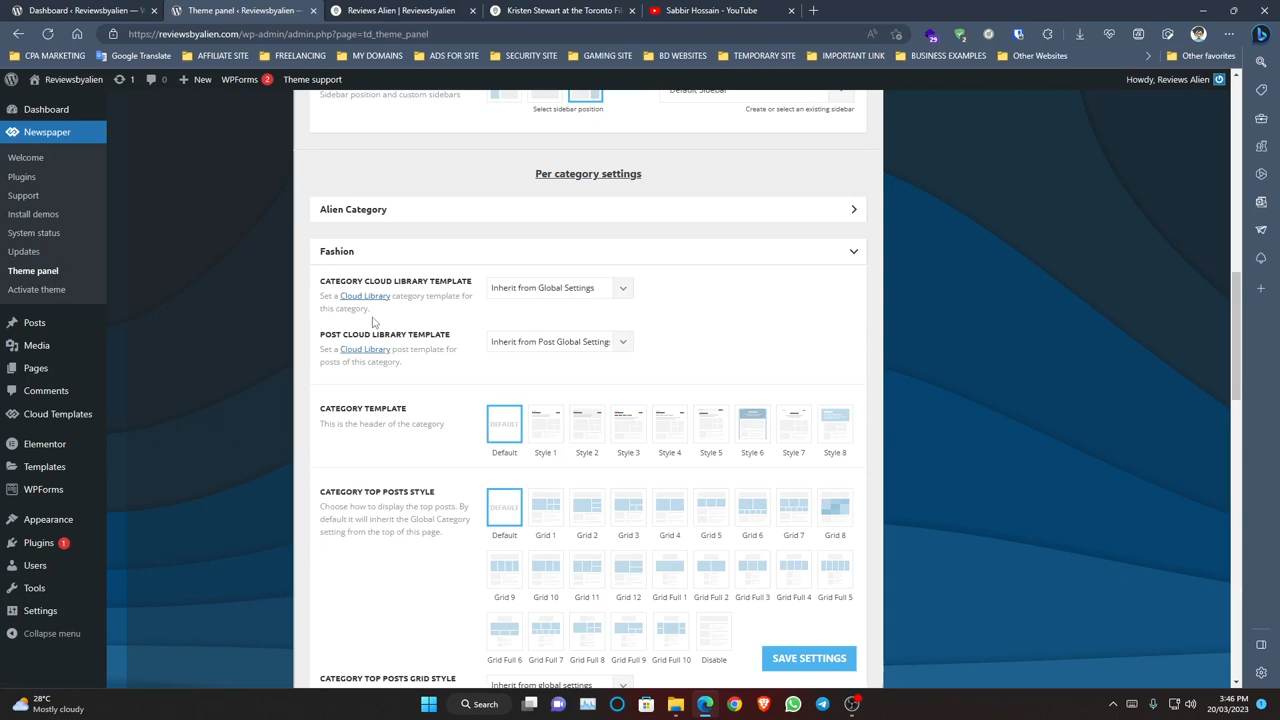 Reviewsbyalien — W
Theme panel ‹ Reviewsbyalien —
Reviews Alien (@reviewsalien)
Kristen Stewart at the Toronto Fi
Sabbir Hossain - YouTube
https://reviewsbyalien.com/wp-admin/admin.php?page=td_theme_panel
CPA MARKETING
Google Translate
AFFILIATE SITE
FREELANCING
MY DOMAINS
ADS FOR SITE
SECURITY SITE
GAMING SITE
BD WEBSITES
TEMPORARY SITE
IMPORTANT LINK
BUSINESS EXAMPLES
Other Websites
Other favorites
Reviewsbyalien
1
0
New
WPForms 2
Theme support
Howdy, Reviews Alien
Dashboard
Newspaper
Welcome
Plugins
Support
Install demos
System status
Updates
Theme panel
Activate theme
Posts
Media
Pages
Comments
Cloud Templates
Elementor
Templates
WPForms
Appearance
Plugins 1
Users
Tools
Settings
Collapse menu
Sidebar position and custom sidebars
Select sidebar position
Default Sidebar
Create or select an existing sidebar
Per category settings
Alien Category
Fashion
CATEGORY CLOUD LIBRARY TEMPLATE
Set a Cloud Library category template for
this category.
Inherit from Global Settings
POST CLOUD LIBRARY TEMPLATE
Set a Cloud Library post template for
posts of this category.
Inherit from Post Global Settings
CATEGORY TEMPLATE
This is the header of the category
DEFAULT
Default
Style 1
Style 2
Style 3
Style 4
Style 5
Style 6
Style 7
Style 8
CATEGORY TOP POSTS STYLE
Choose how to display the top posts. By
default it will inherit the Global Category
setting from the top of this page.
DEFAULT
Default
Grid 1
Grid 2
Grid 3
Grid 4
Grid 5
Grid 6
Grid 7
Grid 8
Grid 9
Grid 10
Grid 11
Grid 12
Grid Full 1
Grid Full 2
Grid Full 3
Grid Full 4
Grid Full 5
Grid Full 6
Grid Full 7
Grid Full 8
Grid Full 9
Grid Full 10
Disable
SAVE SETTINGS
CATEGORY TOP POSTS GRID STYLE
Inherit from global settings
28°C
Mostly cloudy
Search
3:46 PM
20/03/2023